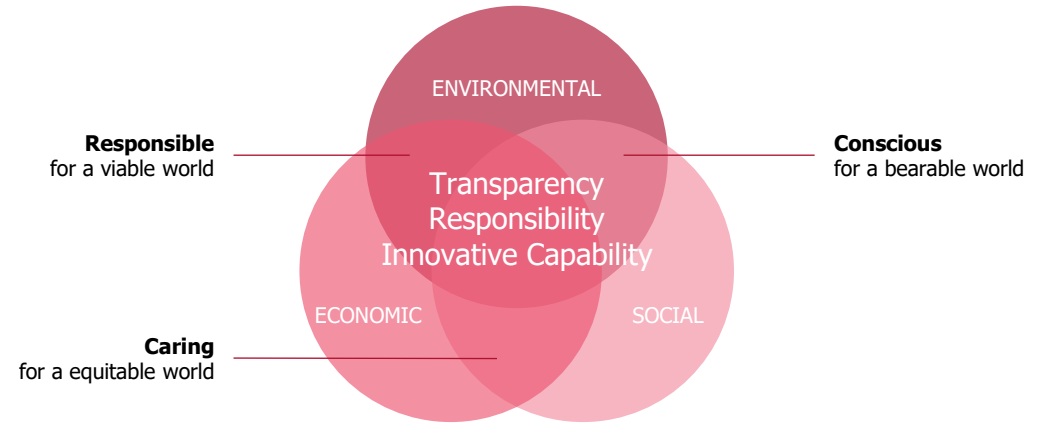 ENVIRONMENTAL
Responsible
for a viable world
Conscious
for a bearable world
Transparency
Responsibility
Innovative Capability
ECONOMIC
SOCIAL
Caring
for a equitable world